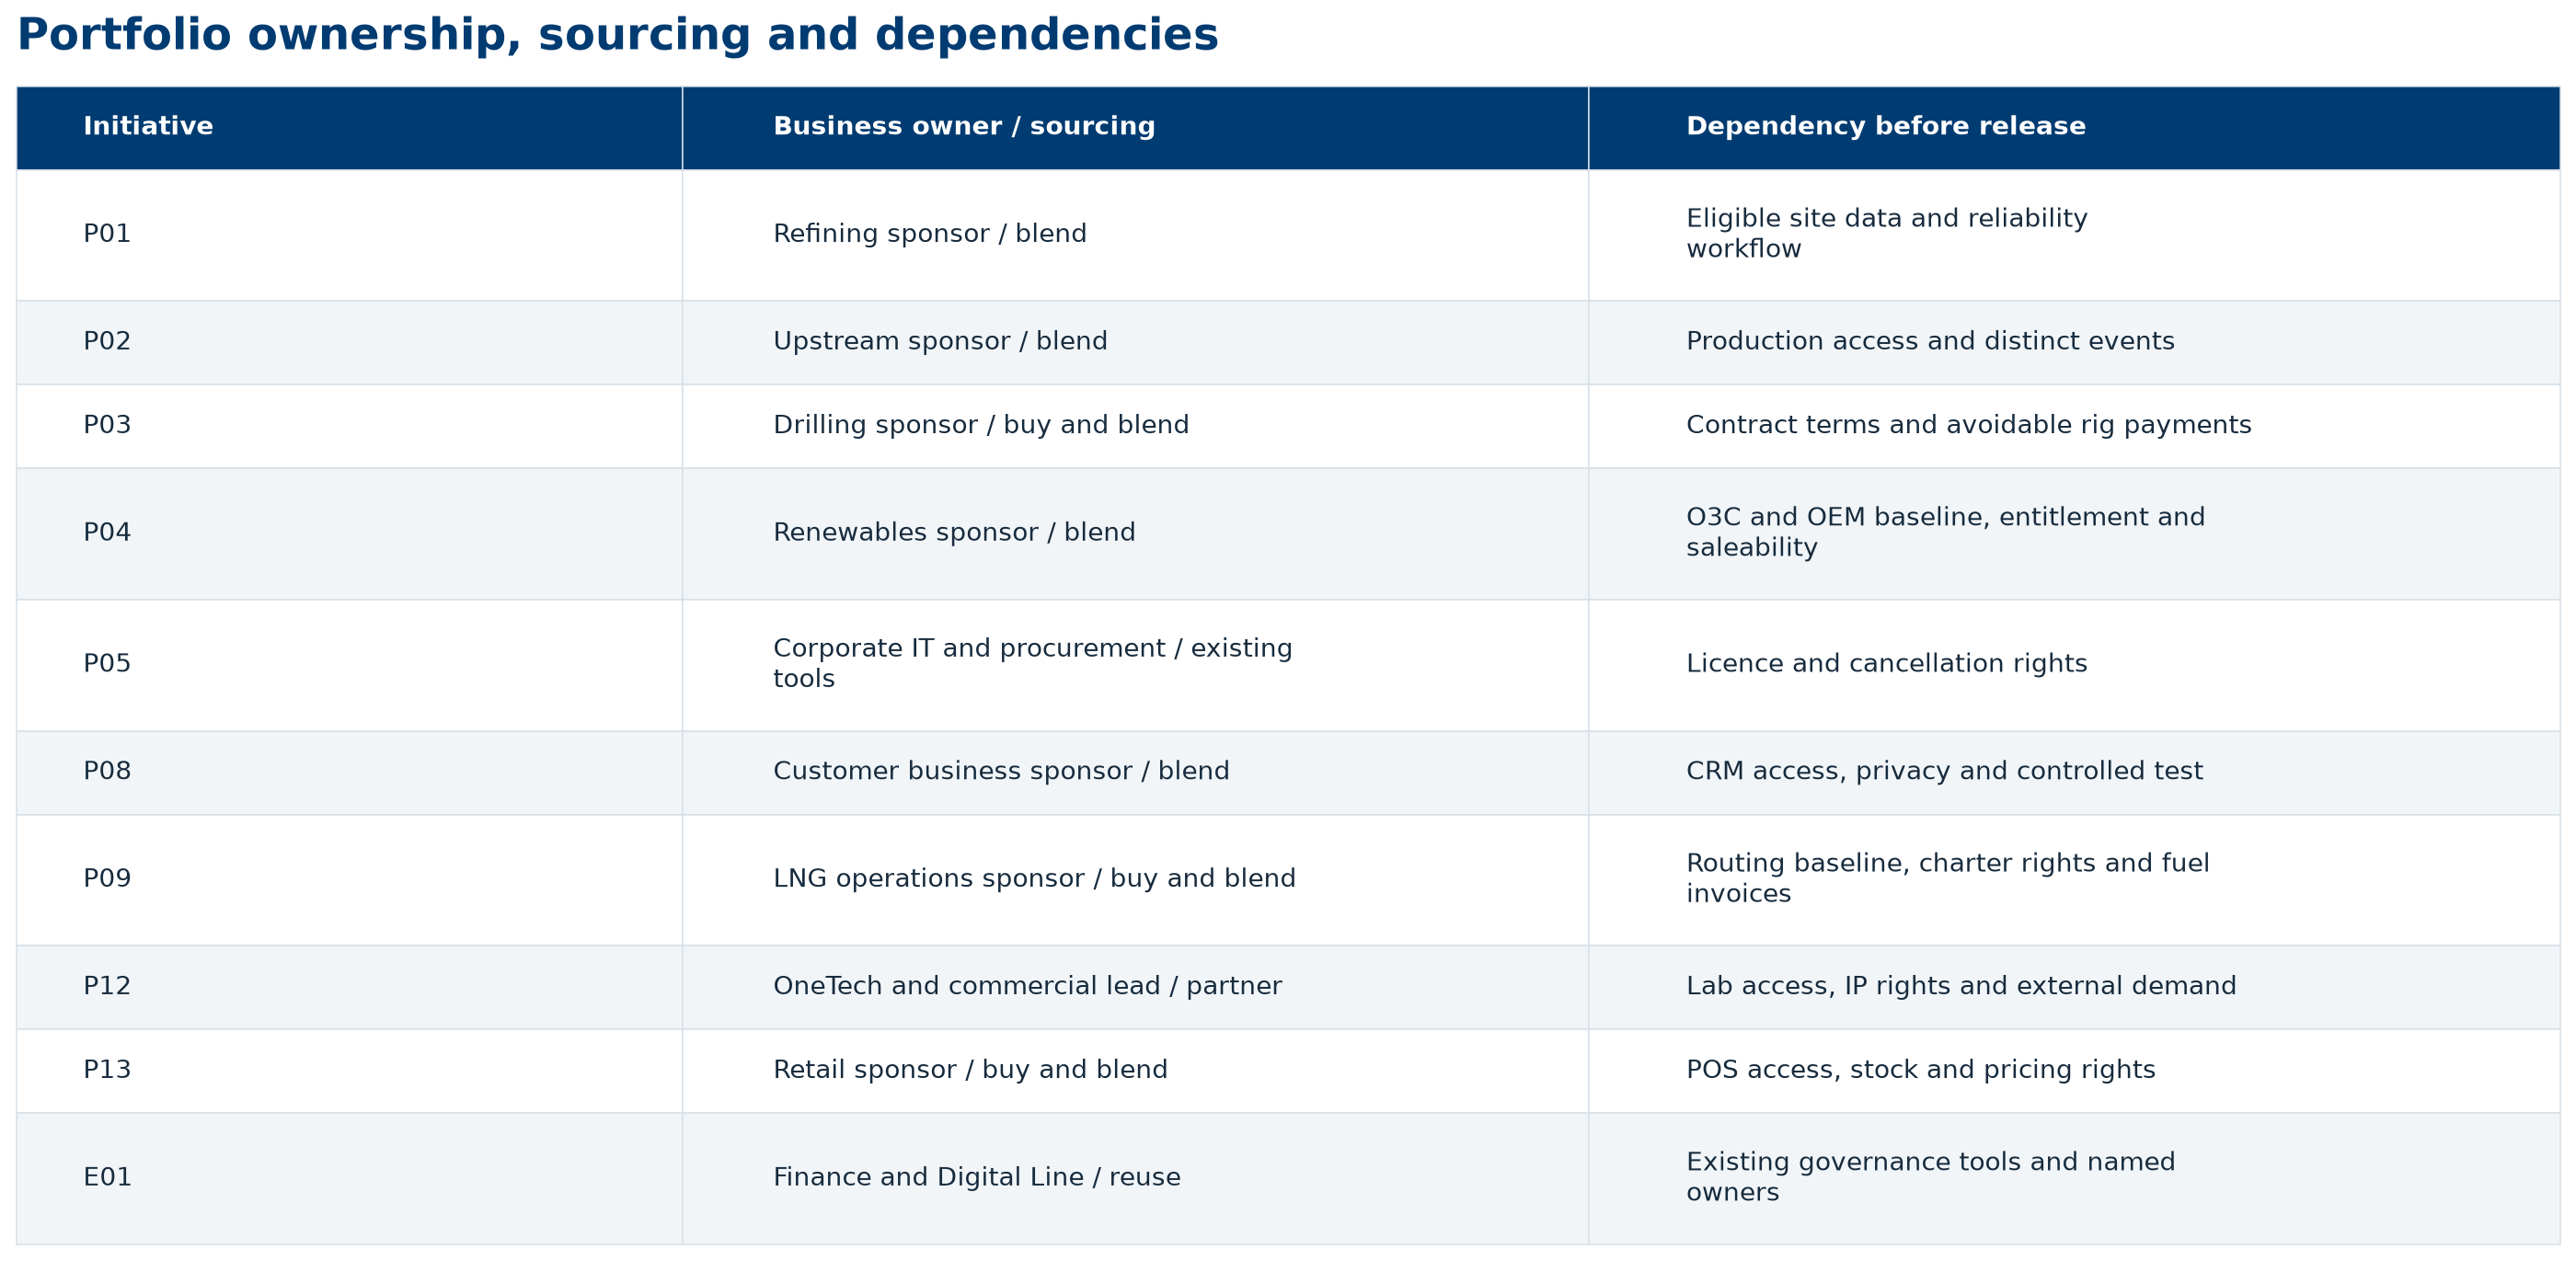 Portfolio ownership, sourcing and dependencies
Initiative
Business owner / sourcing
Dependency before release
P01
Refining sponsor / blend
Eligible site data and reliability
workflow
P02
Upstream sponsor / blend
Production access and distinct events
P03
Drilling sponsor / buy and blend
Contract terms and avoidable rig payments
P04
Renewables sponsor / blend
O3C and OEM baseline, entitlement and
saleability
P05
Corporate IT and procurement / existing
tools
Licence and cancellation rights
P08
Customer business sponsor / blend
CRM access, privacy and controlled test
P09
LNG operations sponsor / buy and blend
Routing baseline, charter rights and fuel
invoices
P12
OneTech and commercial lead / partner
Lab access, IP rights and external demand
P13
Retail sponsor / buy and blend
POS access, stock and pricing rights
E01
Finance and Digital Line / reuse
Existing governance tools and named
owners